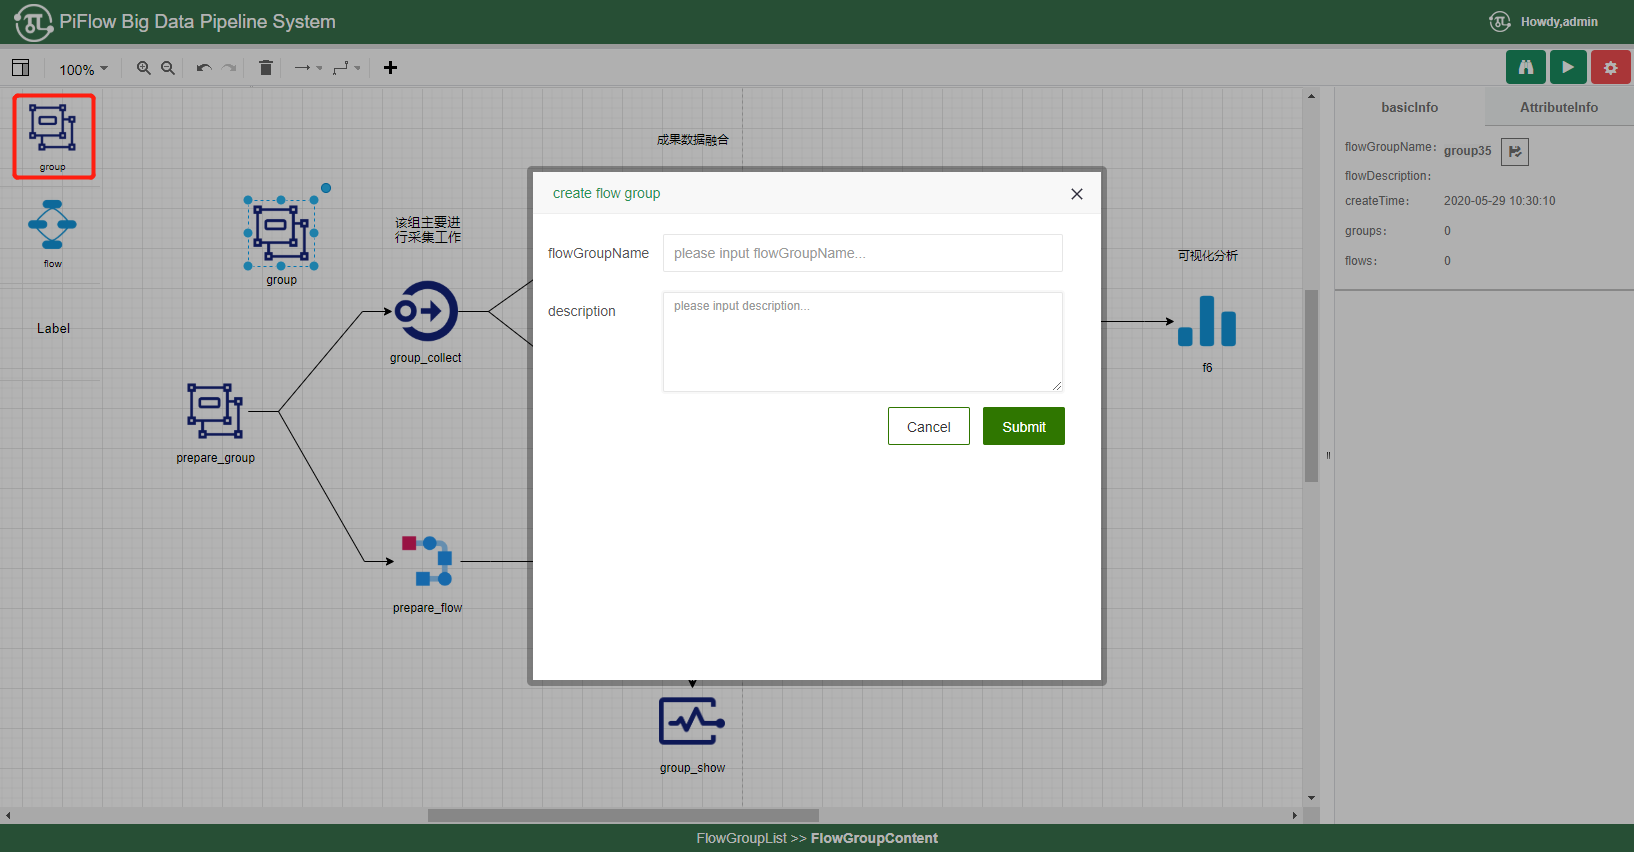 PiFlow Big Data Pipeline System
Howdy,admin
100%
group
flow
Label
成果数据融合
group
该组主要进
行采集工作
group_collect
prepare_group
prepare_flow
group_show
可视化分析
f6
create flow group
flowGroupName
please input flowGroupName...
description
please input description...
Cancel
Submit
basicInfo
AttributeInfo
flowGroupName: group35
flowDescription:
createTime: 2020-05-29 10:30:10
groups: 0
flows: 0
FlowGroupList >> FlowGroupContent